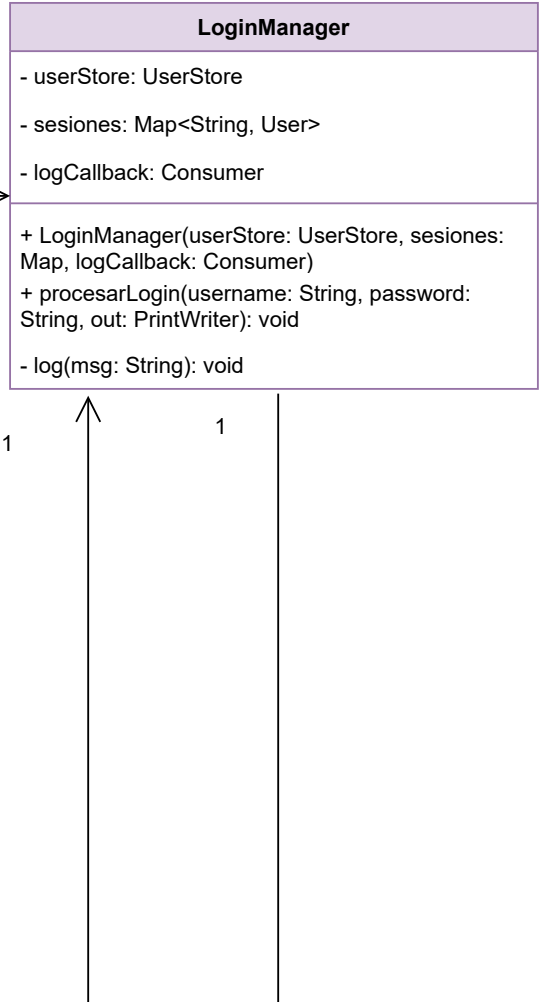 LoginManager
- userStore: UserStore
- sesiones: Map<String, User>
- logCallback: Consumer
+ LoginManager(userStore: UserStore, sesiones:
Map, logCallback: Consumer)
+ procesarLogin(username: String, password:
String, out: PrintWriter): void
- log(msg: String): void
1
1